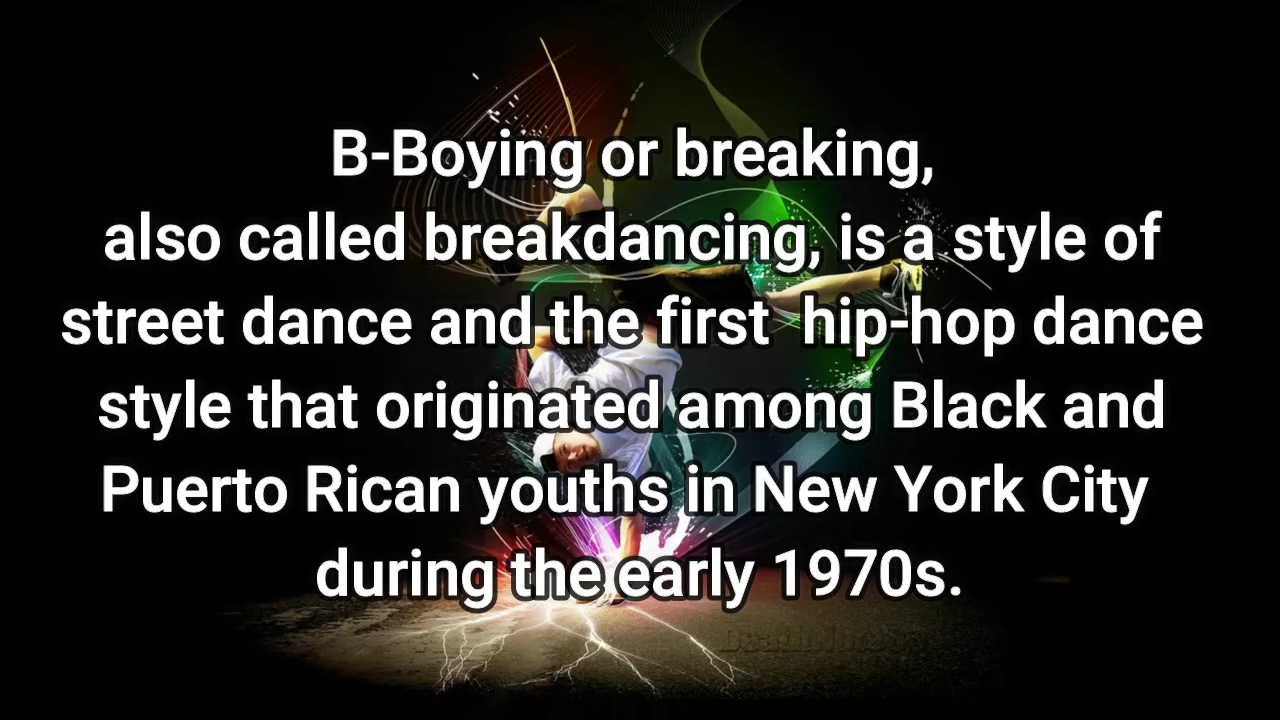 B-Boying or breaking,
also called breakdancing, is a style of
street dance and the first  hip-hop dance
style that originated among Black and
Puerto Rican youths in New York City
during the early 1970s.